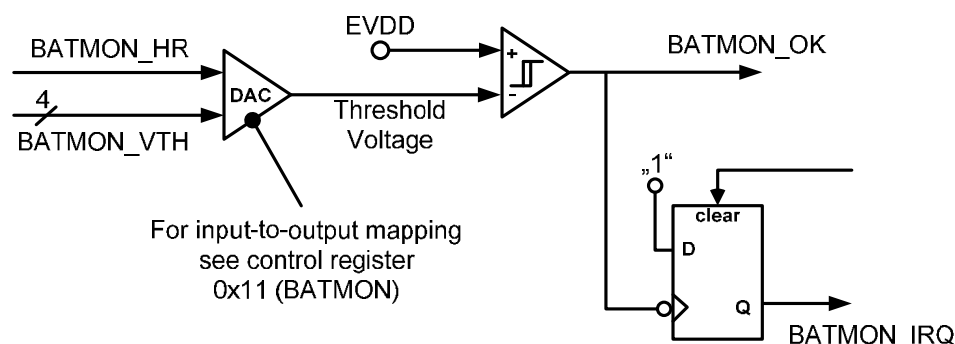 BATMON_HR
4
BATMON_VTH
DAC
For input-to-output mapping
see control register
0x11 (BATMON)
EVDD
Threshold
Voltage
+
-
BATMON_OK
„1“
clear
D
Q
BATMON_IRQ